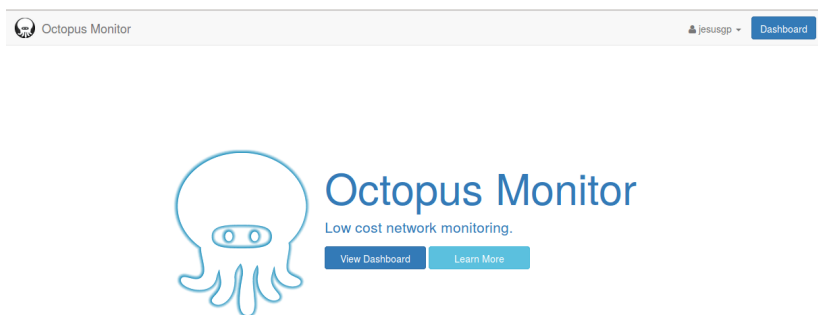 Octopus Monitor
jesusgp
Dashboard
Octopus Monitor
Low cost network monitoring.
View Dashboard
Learn More